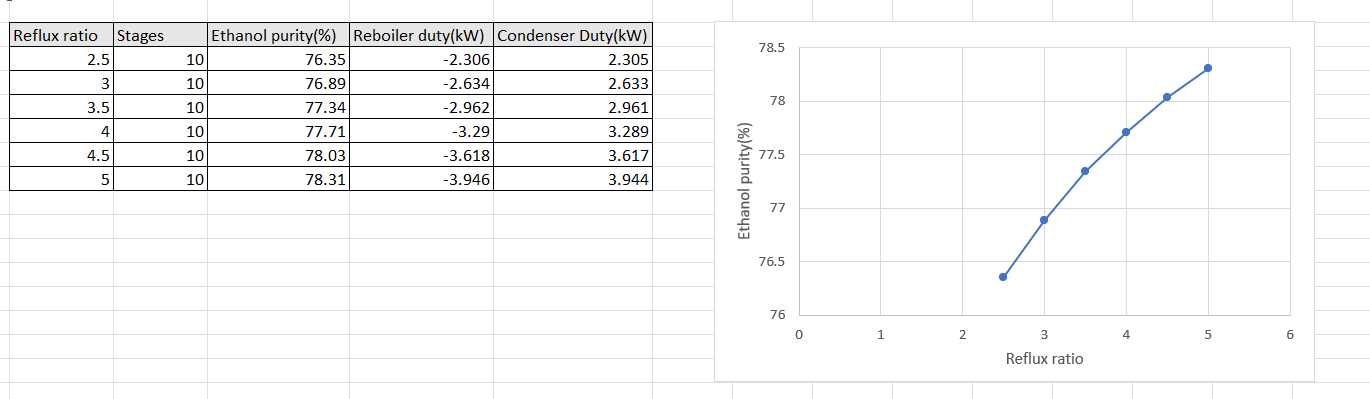 Reflux ratio Stages Ethanol purity(%) Reboiler duty(kW) Condenser Duty(kW)
2.5 10 76.35 -2.306 2.305
3 10 76.89 -2.634 2.633
3.5 10 77.34 -2.962 2.961
4 10 77.71 -3.29 3.289
4.5 10 78.03 -3.618 3.617
5 10 78.31 -3.946 3.944
Ethanol purity(%)
78.5
78
77.5
77
76.5
76
0 1 2 3 4 5 6
Reflux ratio